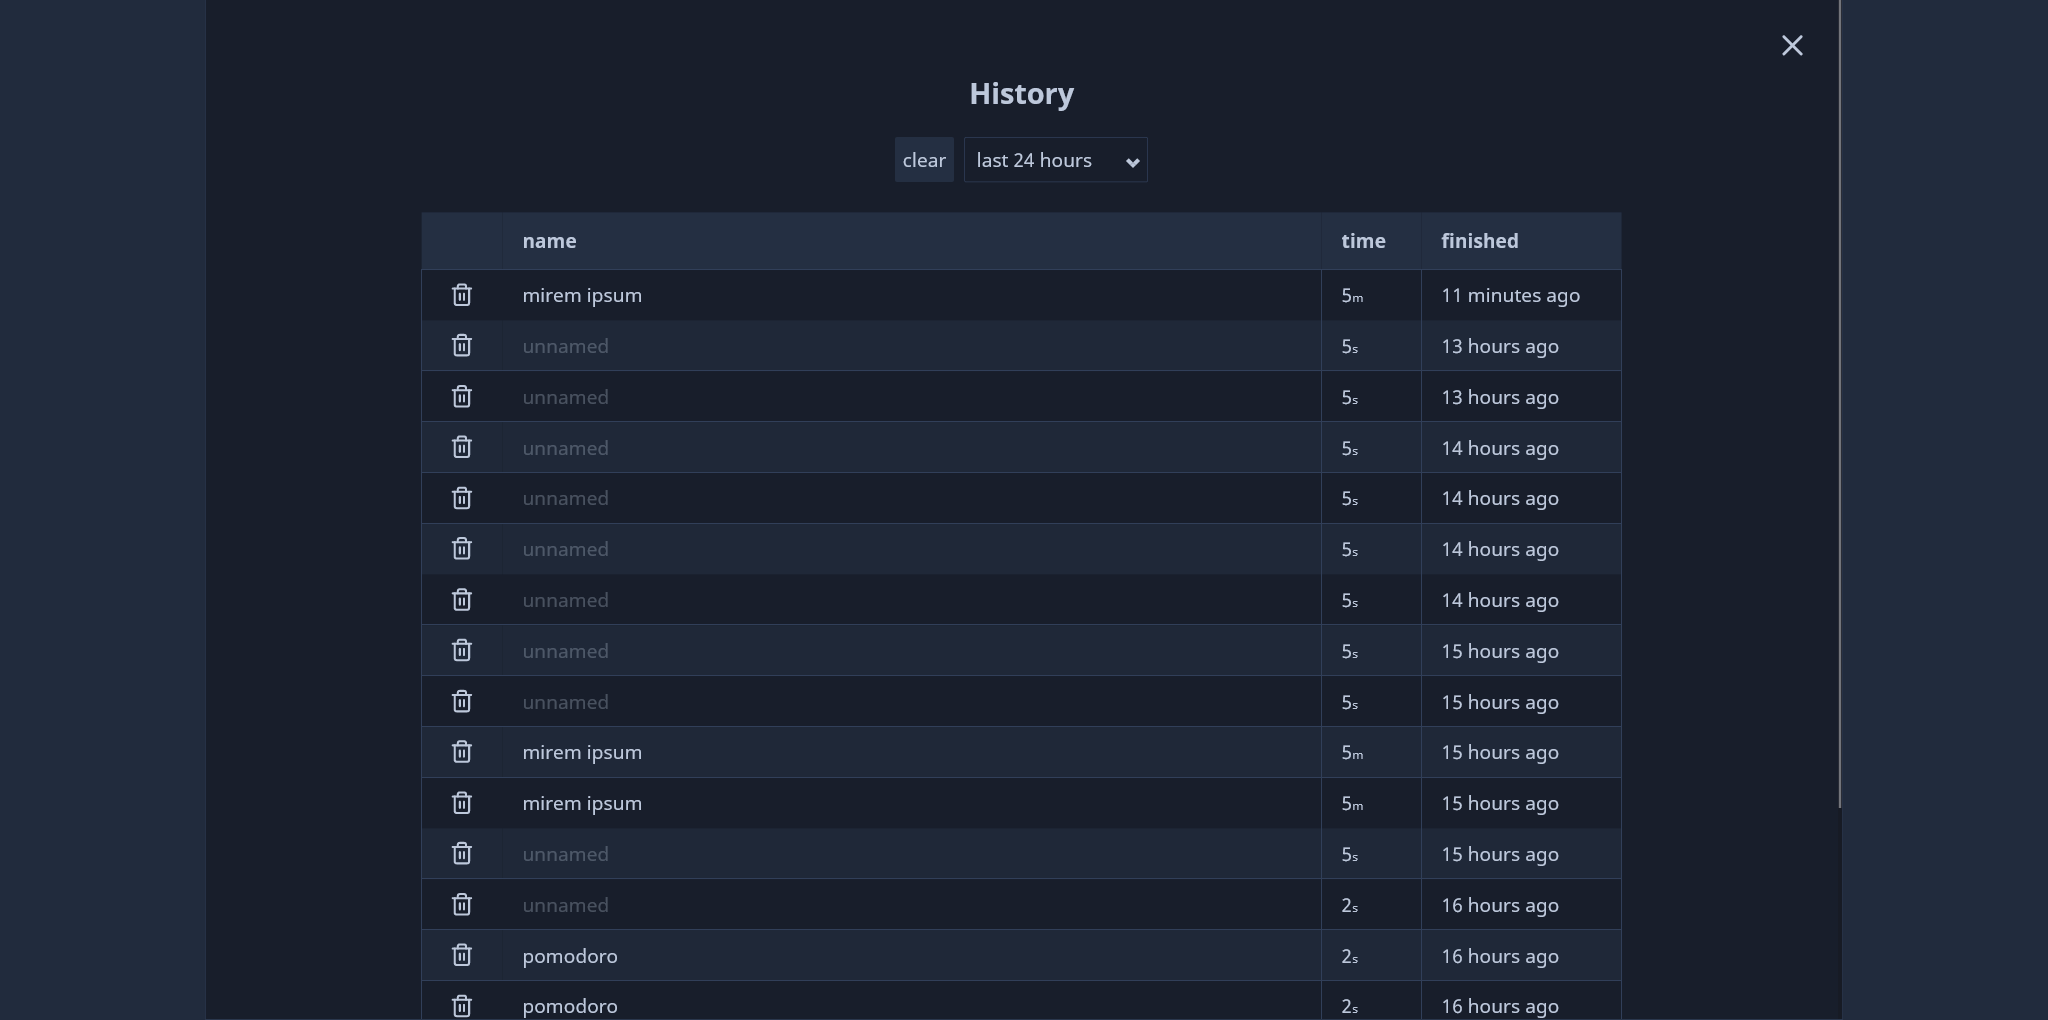 History
clear last 24 hours
name time finished
mirem ipsum 5m 11 minutes ago
unnamed 5s 13 hours ago
unnamed 5s 13 hours ago
unnamed 5s 14 hours ago
unnamed 5s 14 hours ago
unnamed 5s 14 hours ago
unnamed 5s 14 hours ago
unnamed 5s 15 hours ago
unnamed 5s 15 hours ago
mirem ipsum 5m 15 hours ago
mirem ipsum 5m 15 hours ago
unnamed 5s 15 hours ago
unnamed 2s 16 hours ago
pomodoro 2s 16 hours ago
pomodoro 2s 16 hours ago